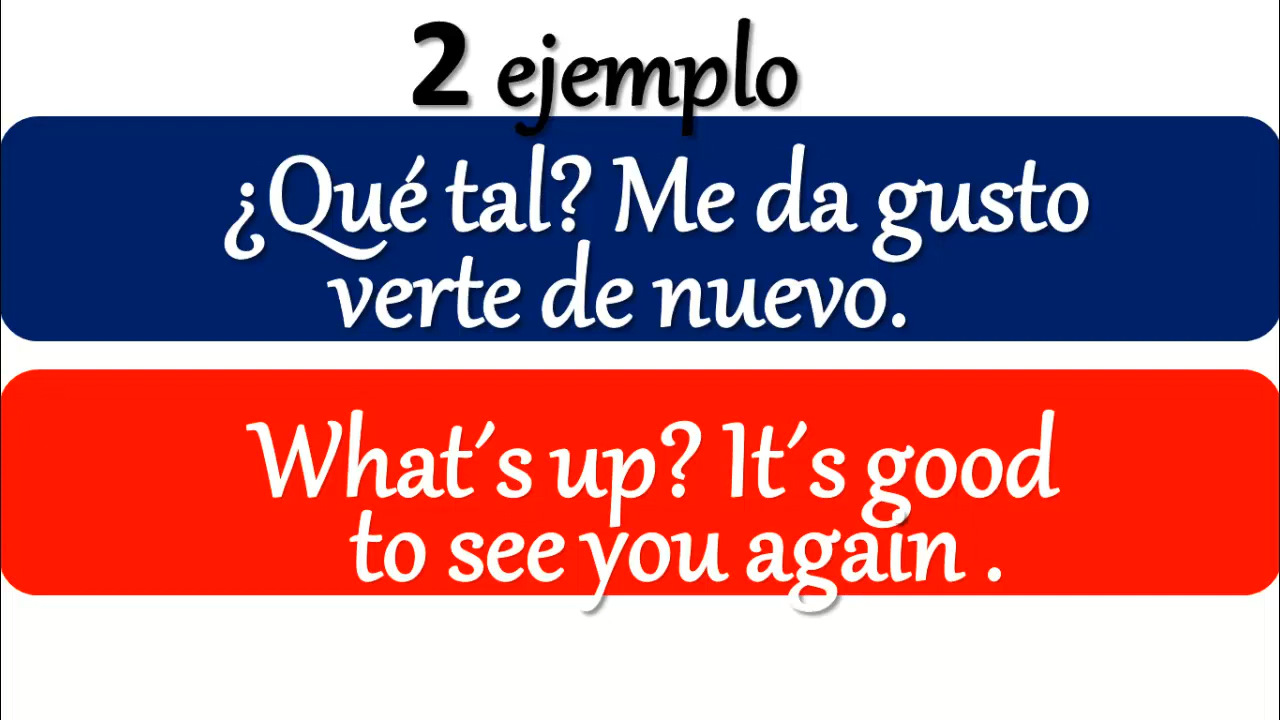 2 ejemplo
¿Qué tal? Me da gusto
verte de nuevo.
What´s up? It´s good
to see you again .